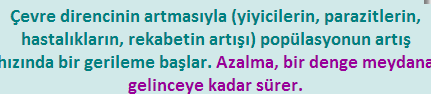 Çevre direncinin artmasıyla (yiyicilerin, parazitlerin,
hastalıkların, rekabetin artışı) popülasyonun artış
hızında bir gerileme başlar. Azalma, bir denge meydana
gelinceye kadar sürer.